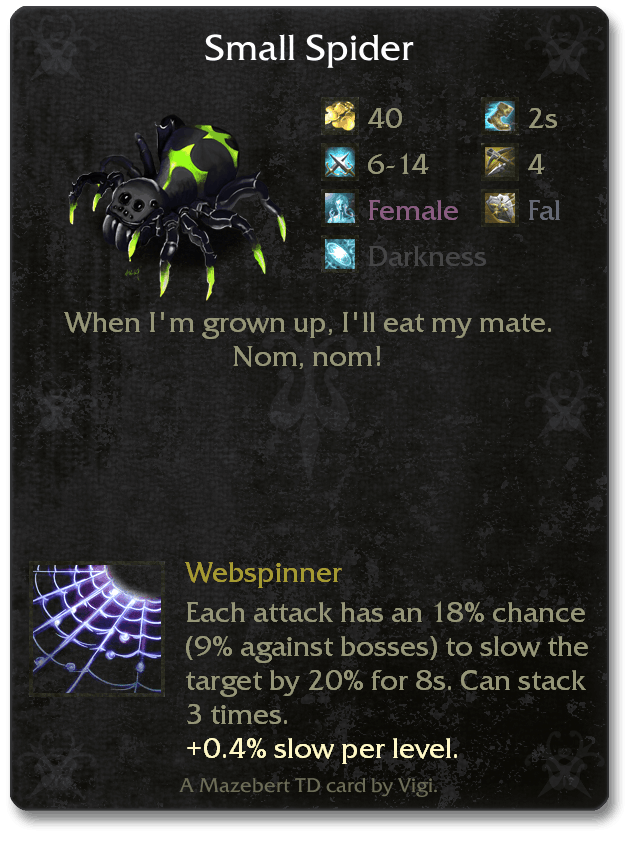 Small Spider
40 2s
6-14 4
Female Fal
Darkness
When I'm grown up, I'll eat my mate.
Nom, nom!
Webspinner
Each attack has an 18% chance
(9% against bosses) to slow the
target by 20% for 8s. Can stack
3 times.
+0.4% slow per level.
A Mazebert TD card by Vigi.